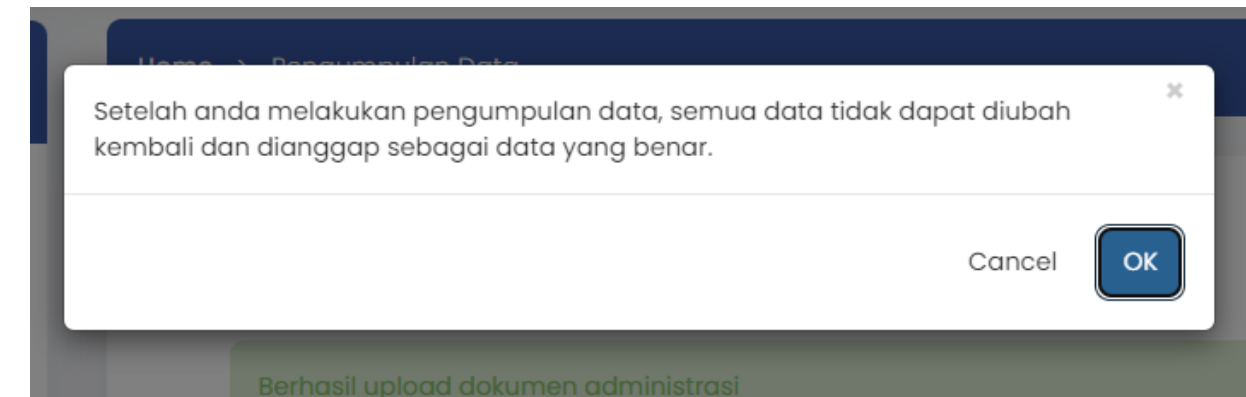 Home > Pengumpulan Data
Setelah anda melakukan pengumpulan data, semua data tidak dapat diubah
kembali dan dianggap sebagai data yang benar.
Cancel OK
Berhasil upload dokumen administrasi